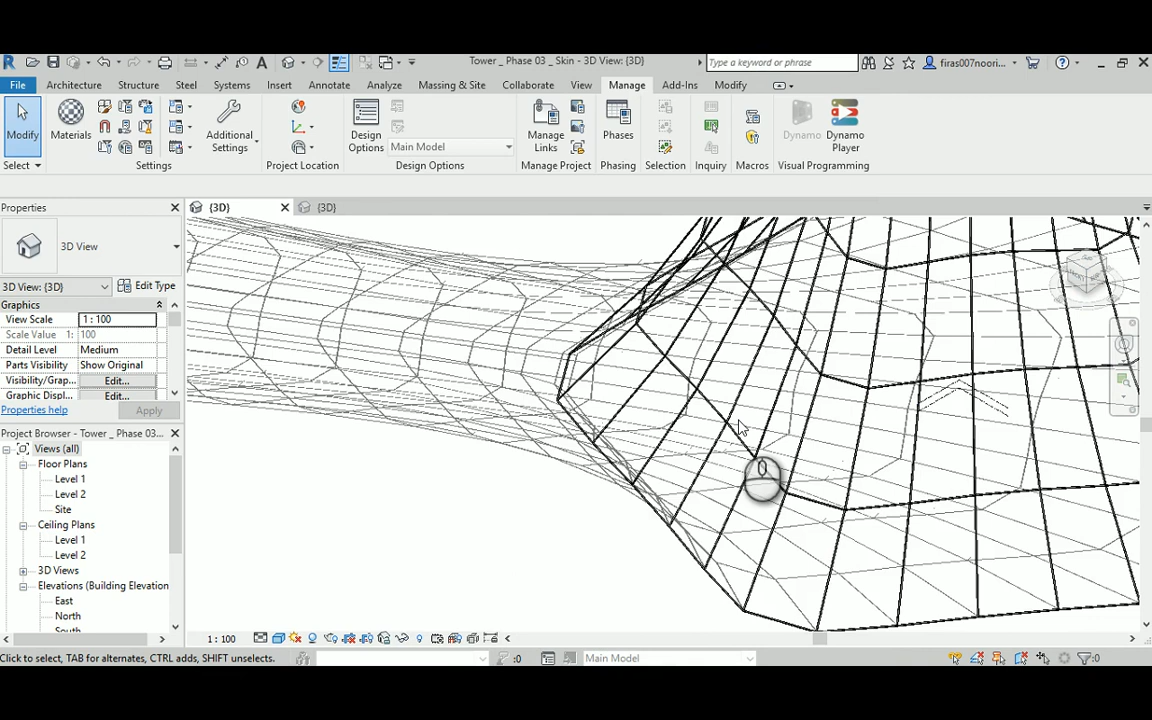 Tower _ Phase 03 _ Skin - 3D View: {3D}
Type a keyword or phrase
firas007noori...
File Architecture Structure Steel Systems Insert Annotate Analyze Massing & Site Collaborate View Manage Add-Ins Modify
Modify
Materials
Additional
Settings
Design
Options
Main Model
Manage
Links
Phases
Dynamo
Dynamo
Player
Select
Settings
Project Location
Design Options
Manage Project
Phasing
Selection
Inquiry
Macros
Visual Programming
Properties
{3D}
{3D}
3D View
3D View: {3D}
Edit Type
Graphics
View Scale
1 : 100
Scale Value 1:
100
Detail Level
Medium
Parts Visibility
Show Original
Visibility/Grap...
Edit...
Graphic Displ...
Edit...
Properties help
Apply
Project Browser - Tower _ Phase 03...
Views (all)
Floor Plans
Level 1
Level 2
Site
Ceiling Plans
Level 1
Level 2
3D Views
Elevations (Building Elevation
East
North
South
1 : 100
Click to select, TAB for alternates, CTRL adds, SHIFT unselects.
:0
Main Model
:0